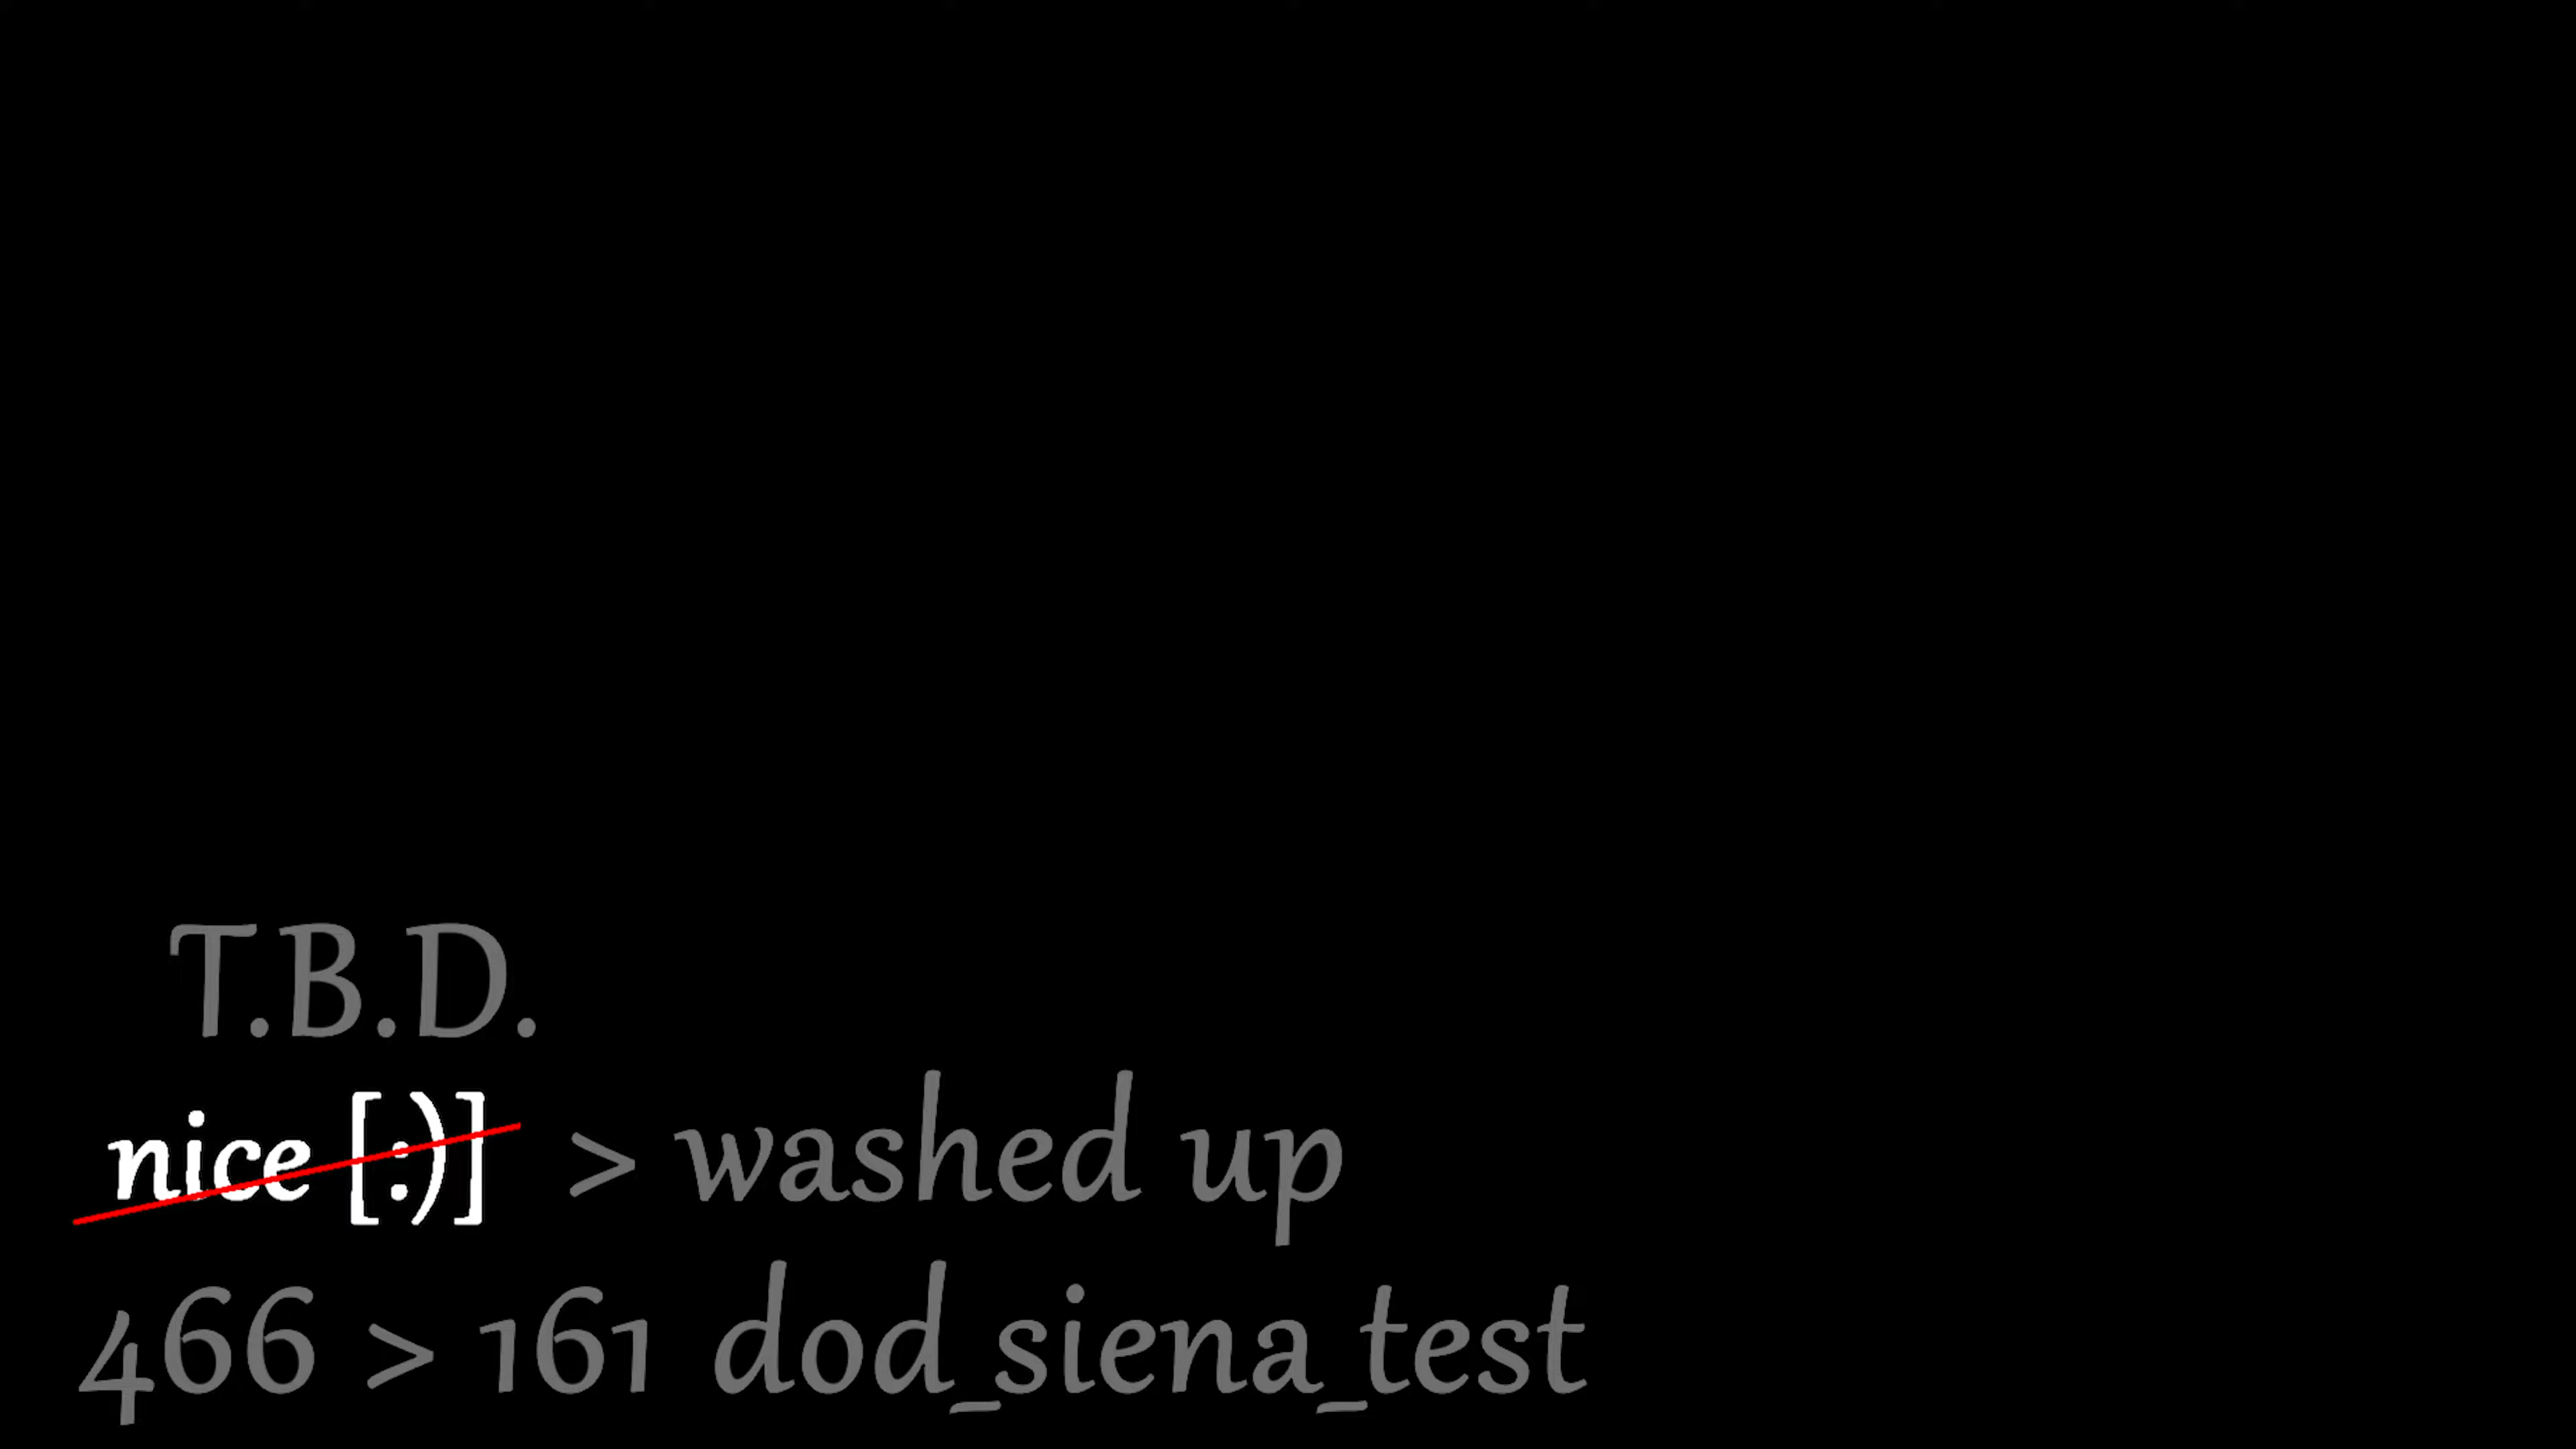 T.B.D.
nice [:)] > washed up
466 > 161 dod_siena_test